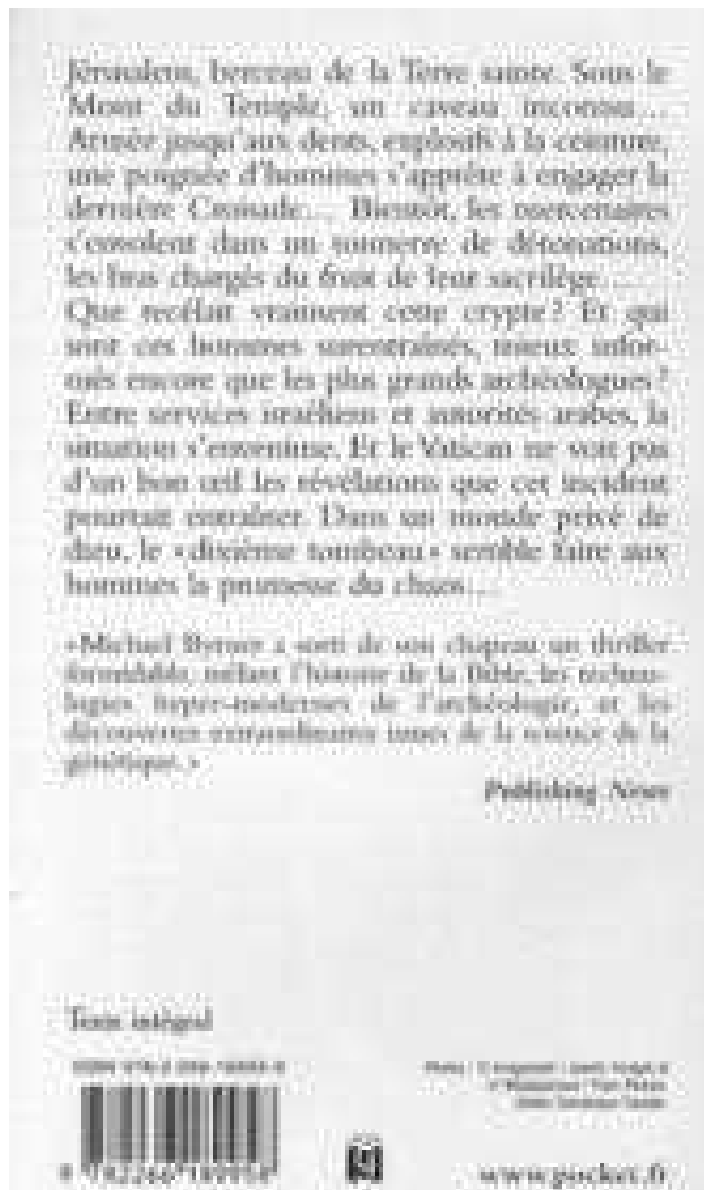 Jérusalem, berceau de la Terre sainte. Sous le
Mont du Temple, un caveau inconnu…
Armée jusqu'aux dents, explosifs à la ceinture,
une poignée d'hommes s'apprête à engager la
dernière Croisade… Bientôt, les mercenaires
s'envolent dans un tonnerre de détonations,
les bras chargés du fruit de leur sacrilège…
Que recelait vraiment cette crypte ? Et qui
sont ces hommes surentraînés, mieux infor-
més encore que les plus grands archéologues ?
Entre services israéliens et autorités arabes, la
situation s'envenime. Et le Vatican ne voit pas
d'un bon œil les révélations que cet incident
pourrait entraîner. Dans un monde privé de
dieu, le « dixième tombeau » semble faire aux
hommes la promesse du chaos…
« Michael Byrnes a sorti de son chapeau un thriller
formidable, mêlant l'histoire de la Bible, les techno-
logies hyper-modernes de l'archéologie, et les
découvertes extraordinaires issues de la science de la
génétique. »
Publishing News
Texte intégral
www.pocket.fr